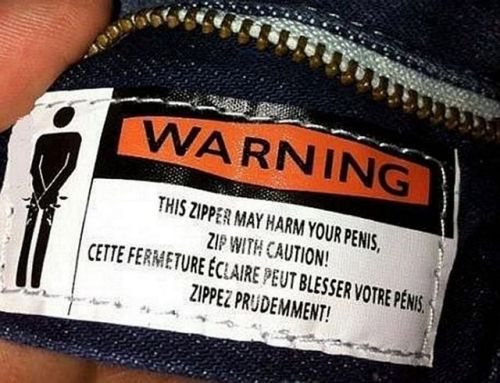 WARNING
THIS ZIPPER MAY HARM YOUR PENIS,
ZIP WITH CAUTION!
CETTE FERMETURE ÉCLAIRE PEUT BLESSER VOTRE PÉNIS,
ZIPPEZ PRUDEMMENT!